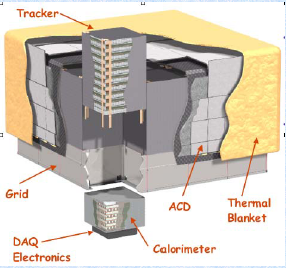 Tracker
Grid
ACD
Thermal
Blanket
DAQ
Electronics
Calorimeter